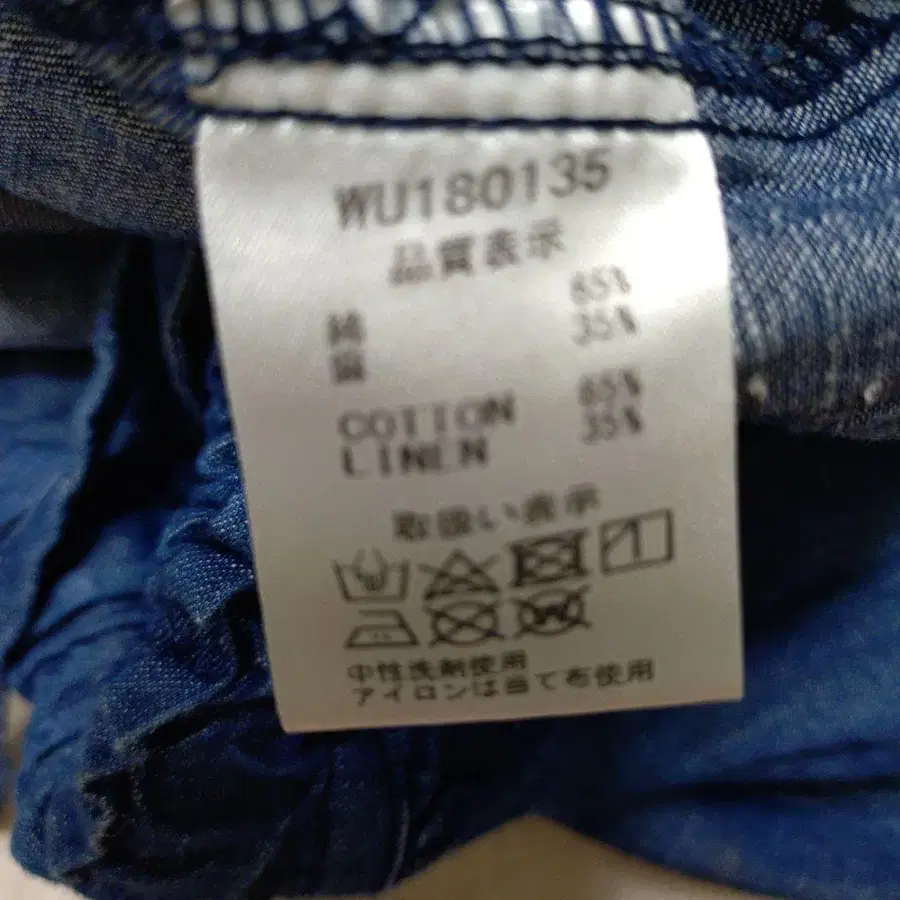 WU180135
品質表示
綿 65%
麻 35%
COTTON 65%
LINEN 35%
取扱い表示
中性洗剤使用
アイロンは当て布使用